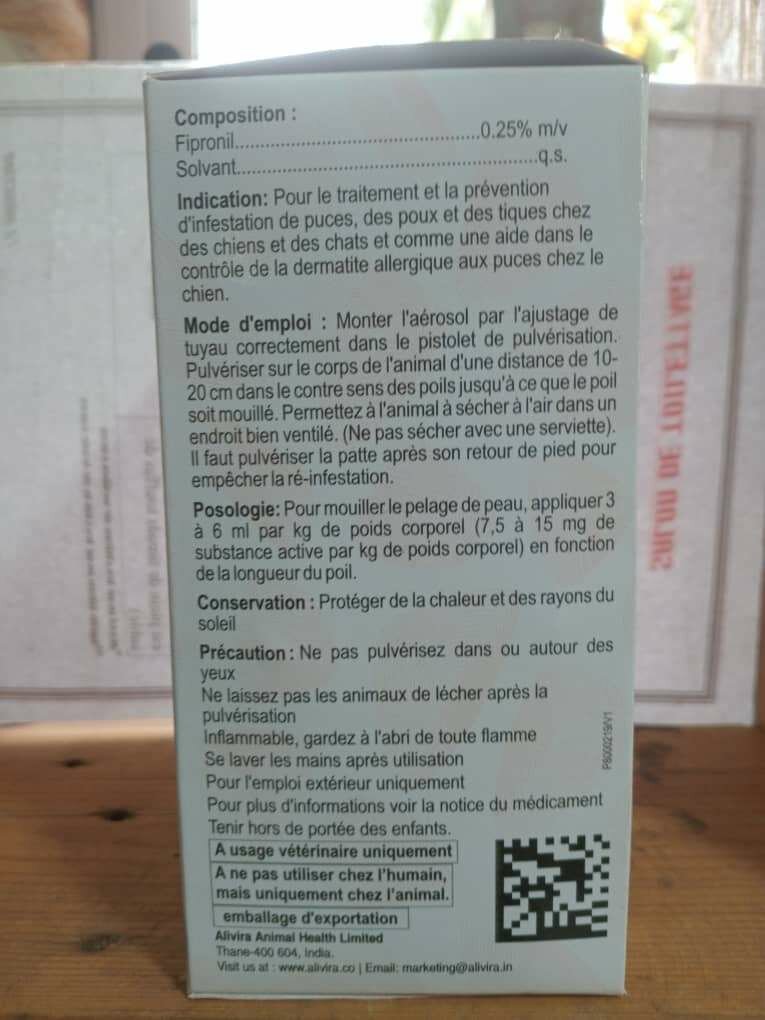 Composition :
Fipronil..........................................0.25% m/v
Solvant...................................................q.s.
Indication: Pour le traitement et la prévention
d'infestation de puces, des poux et des tiques chez
des chiens et des chats et comme une aide dans le
contrôle de la dermatite allergique aux puces chez le
chien.
Mode d'emploi : Monter l'aérosol par l'ajustage de
tuyau correctement dans le pistolet de pulvérisation.
Pulvériser sur le corps de l'animal d'une distance de 10-
20 cm dans le contre sens des poils jusqu'à ce que le poil
soit mouillé. Permettez à l'animal à sécher à l'air dans un
endroit bien ventilé. (Ne pas sécher avec une serviette).
Il faut pulvériser la patte après son retour de pied pour
empêcher la ré-infestation.
Posologie: Pour mouiller le pelage de peau, appliquer 3
à 6 ml par kg de poids corporel (7,5 à 15 mg de
substance active par kg de poids corporel) en fonction
de la longueur du poil.
Conservation : Protéger de la chaleur et des rayons du
soleil
Précaution : Ne pas pulvérisez dans ou autour des
yeux
Ne laissez pas les animaux de lécher après la
pulvérisation
Inflammable, gardez à l'abri de toute flamme
Se laver les mains après utilisation
Pour l'emploi extérieur uniquement
Pour plus d'informations voir la notice du médicament
Tenir hors de portée des enfants.
A usage vétérinaire uniquement
A ne pas utiliser chez l'humain,
mais uniquement chez l'animal.
emballage d'exportation
Alivira Animal Health Limited
Thane-400 604, India.
Visit us at : www.alivira.co | Email: marketing@alivira.in
P8000219/V1
SAVON DE TOILETTAGE